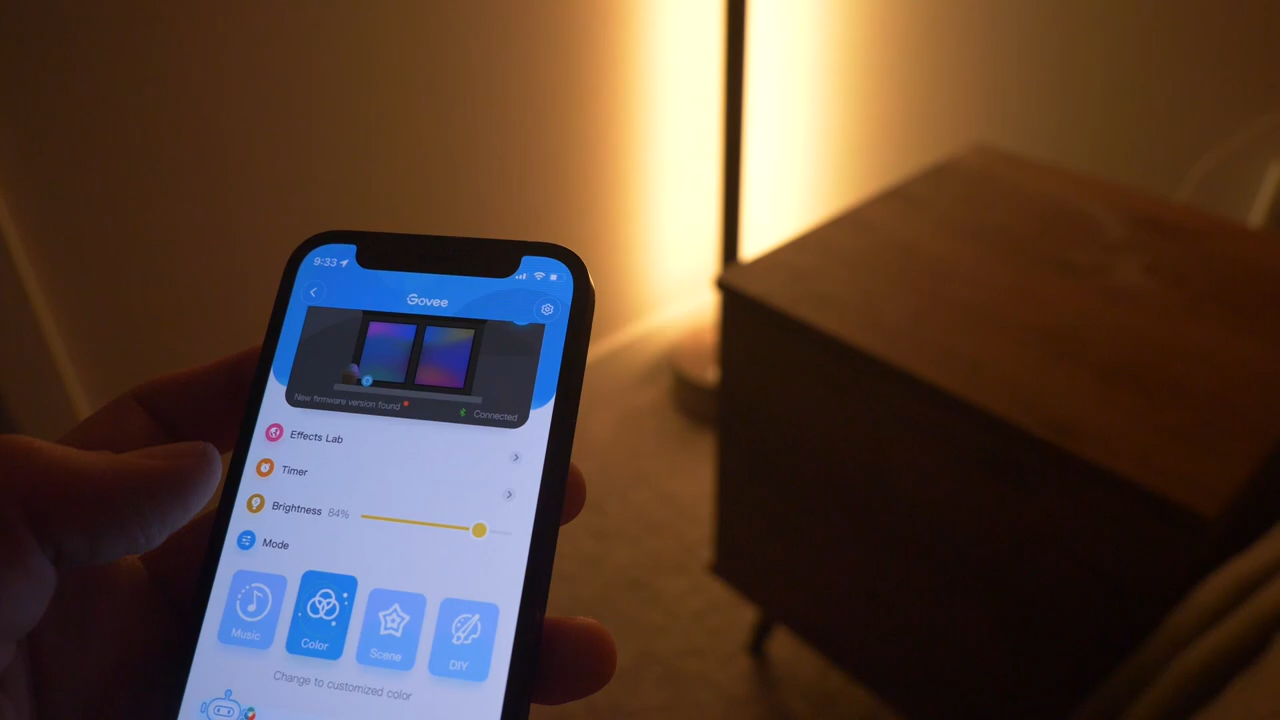 9:33
Govee
New firmware version found
Connected
Effects Lab
Timer
Brightness 84%
Mode
Music
Color
Scene
DIY
Change to customized color